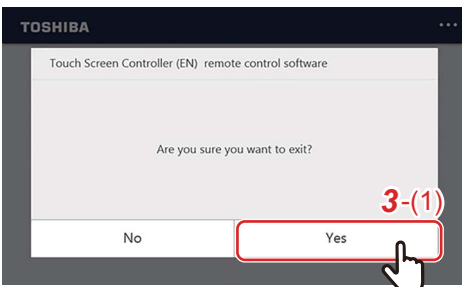 TOSHIBA ...
Touch Screen Controller (EN) remote control software
Are you sure you want to exit?
3-(1)
No Yes